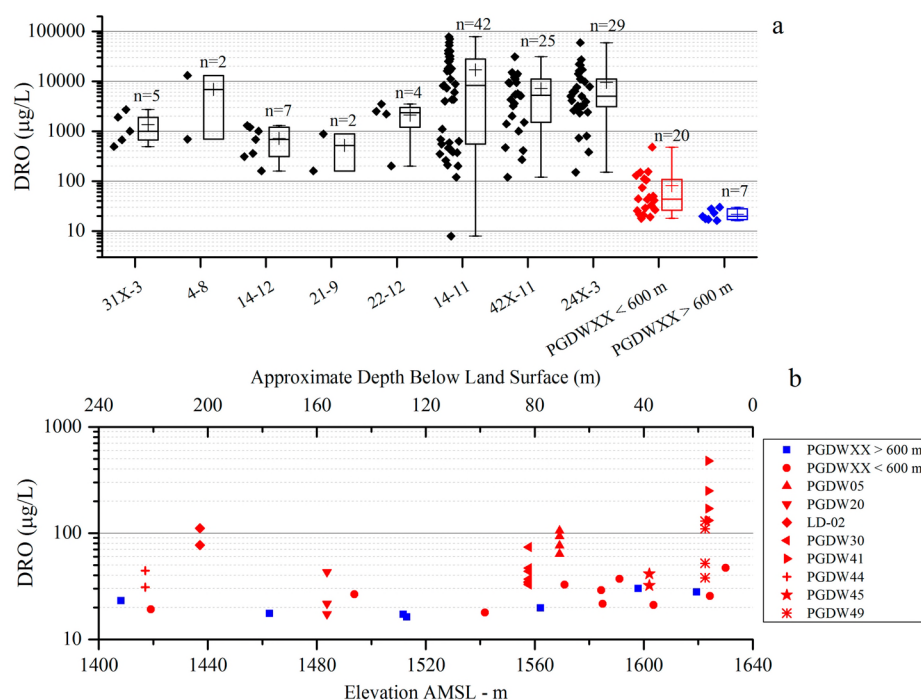 a
n=5
n=2
n=7
n=2
n=4
n=42
n=25
n=29
n=20
n=7
100000
10000
1000
100
10
DRO (µg/L)
31X-3
4-8
14-12
21-9
22-12
14-11
42X-11
24X-3
PGDWXX < 600 m
PGDWXX > 600 m
b
Approximate Depth Below Land Surface (m)
240 200 160 120 80 40 0
1000
100
10
DRO (µg/L)
1400 1440 1480 1520 1560 1600 1640
Elevation AMSL - m
PGDWXX > 600 m
PGDWXX < 600 m
PGDW05
PGDW20
LD-02
PGDW30
PGDW41
PGDW44
PGDW45
PGDW49